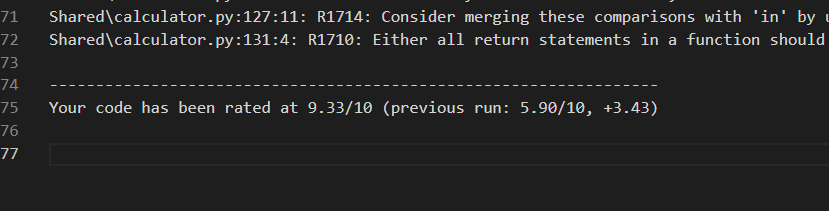 71 Shared\calculator.py:127:11: R1714: Consider merging these comparisons with 'in' by
72 Shared\calculator.py:131:4: R1710: Either all return statements in a function should
73
74 ------------------------------------------------------------------
75 Your code has been rated at 9.33/10 (previous run: 5.90/10, +3.43)
76
77